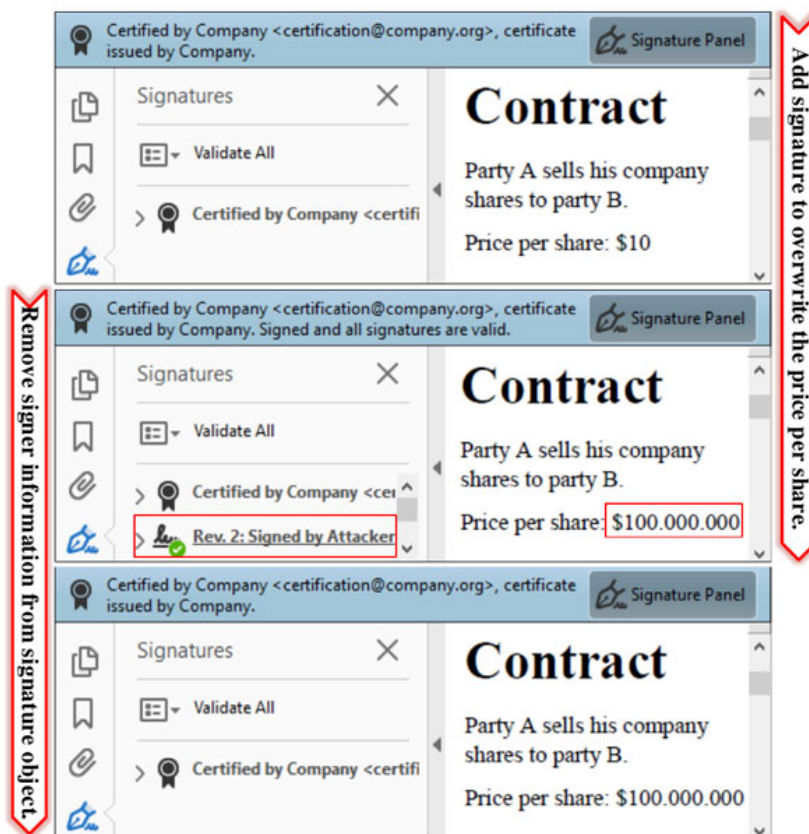 Certified by Company <certification@company.org>, certificate
issued by Company.
Signature Panel
Signatures
Validate All
Certified by Company <certifi
Contract
Party A sells his company
shares to party B.
Price per share: $10
Add signature to overwrite the price per share.
Certified by Company <certification@company.org>, certificate
issued by Company. Signed and all signatures are valid.
Signature Panel
Signatures
Validate All
Certified by Company <cer
Rev. 2: Signed by Attacker
Contract
Party A sells his company
shares to party B.
Price per share: $100.000.000
Remove signer information from signature object.
Certified by Company <certification@company.org>, certificate
issued by Company.
Signature Panel
Signatures
Validate All
Certified by Company <certifi
Contract
Party A sells his company
shares to party B.
Price per share: $100.000.000